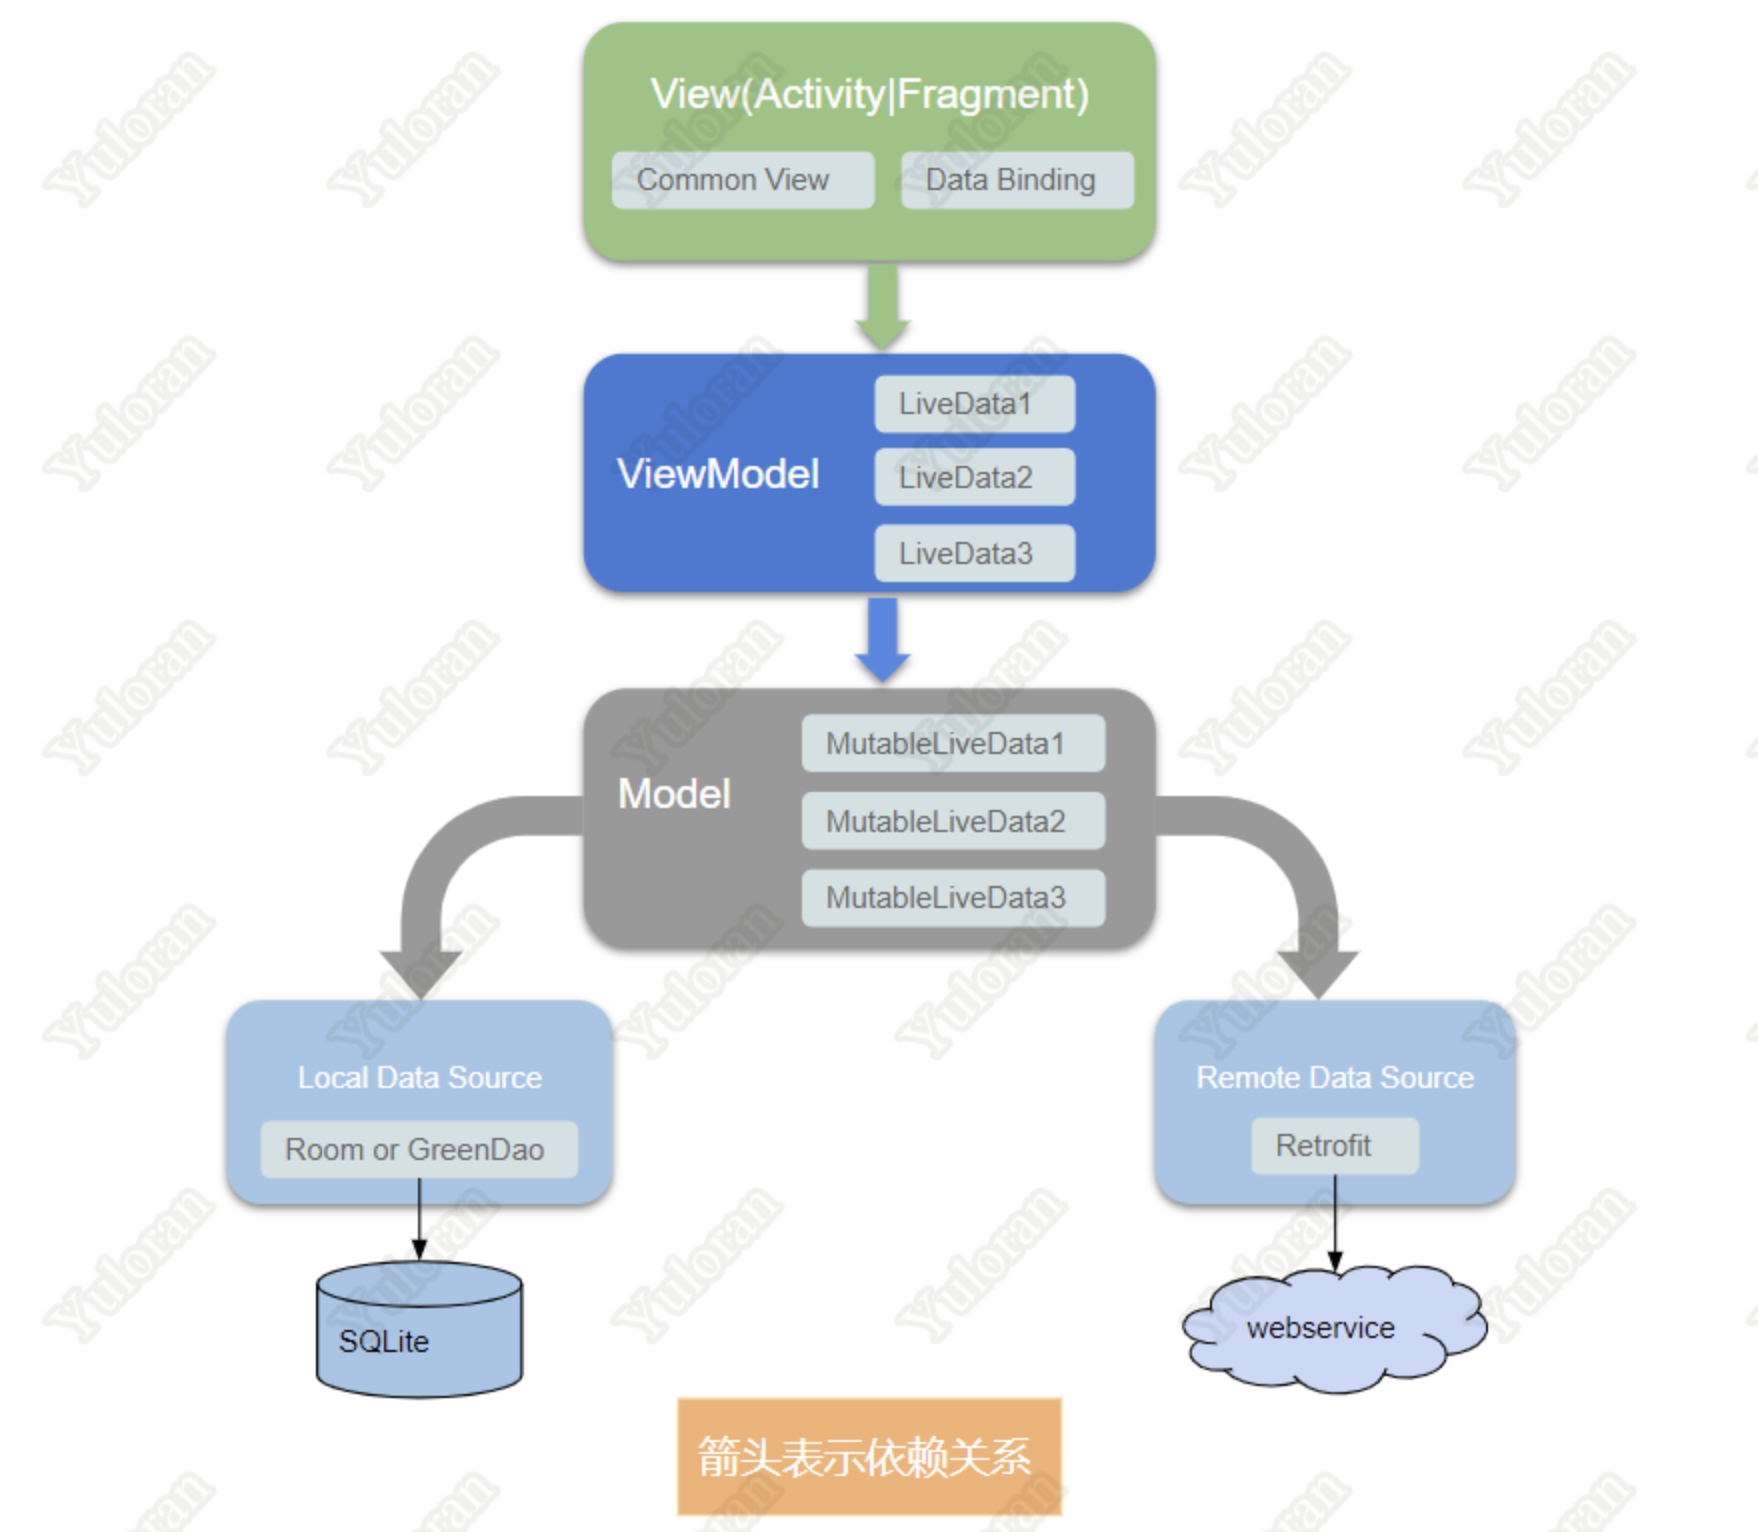 View(Activity|Fragment)
Common View
Data Binding
LiveData1
ViewModel
LiveData2
LiveData3
MutableLiveData1
Model
MutableLiveData2
MutableLiveData3
Local Data Source
Remote Data Source
Room or GreenDao
Retrofit
SQLite
webservice
箭头表示依赖关系
Yuloran